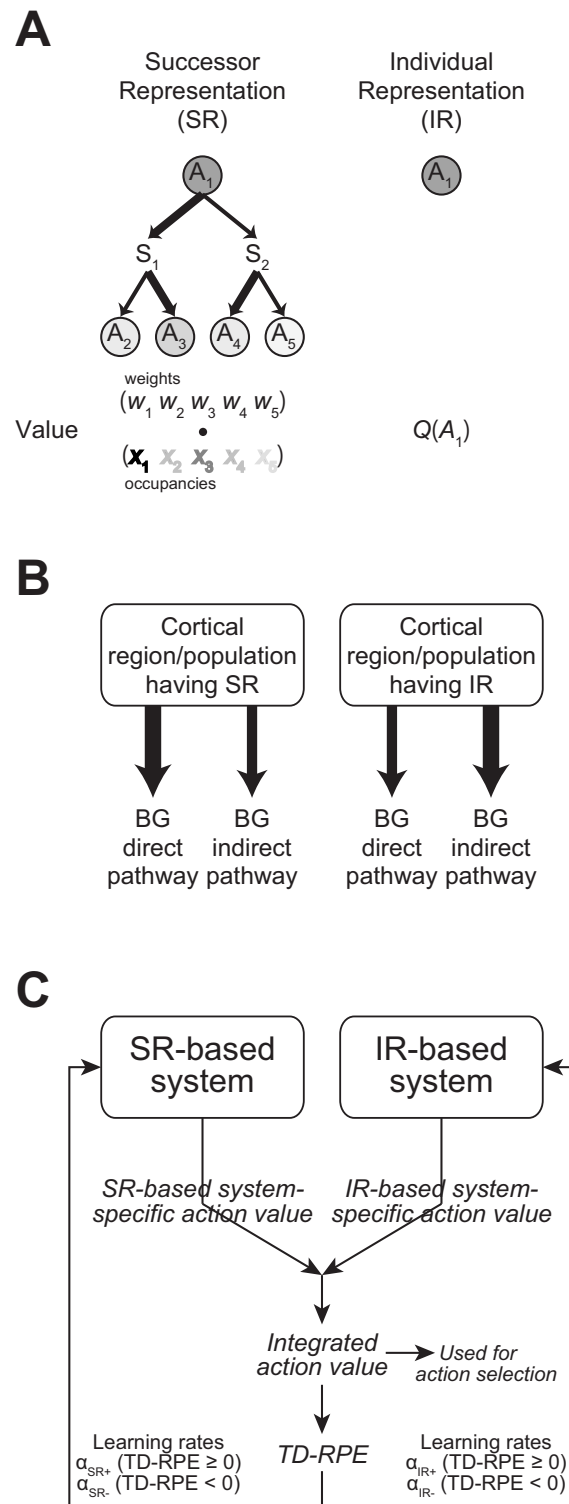 A
Successor
Representation
(SR)
Individual
Representation
(IR)
A1
A1
S1 S2
A2 A3 A4 A5
weights
(w1 w2 w3 w4 w5)
Value
•
Q(A1)
(x1 x2 x3 x4 x5)
occupancies
B
Cortical
region/population
having SR
Cortical
region/population
having IR
BG
direct
pathway
BG
indirect
pathway
BG
direct
pathway
BG
indirect
pathway
C
SR-based
system
IR-based
system
SR-based system-
specific action value
IR-based system-
specific action value
Integrated
action value
Used for
action selection
Learning rates
αSR+ (TD-RPE ≥ 0)
αSR- (TD-RPE < 0)
TD-RPE
Learning rates
αIR+ (TD-RPE ≥ 0)
αIR- (TD-RPE < 0)